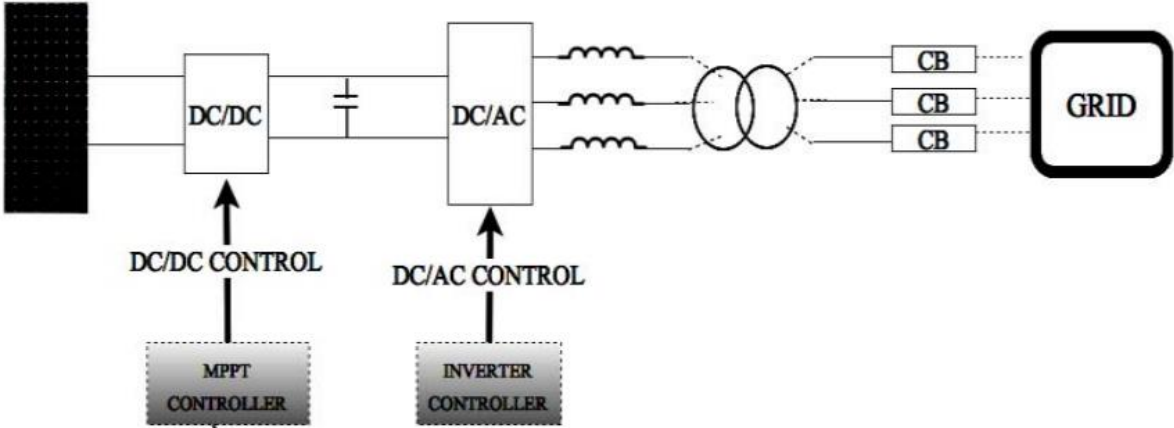 CB
DC/DC
DC/AC
CB
GRID
CB
DC/DC CONTROL
DC/AC CONTROL
MPPT
CONTROLLER
INVERTER
CONTROLLER